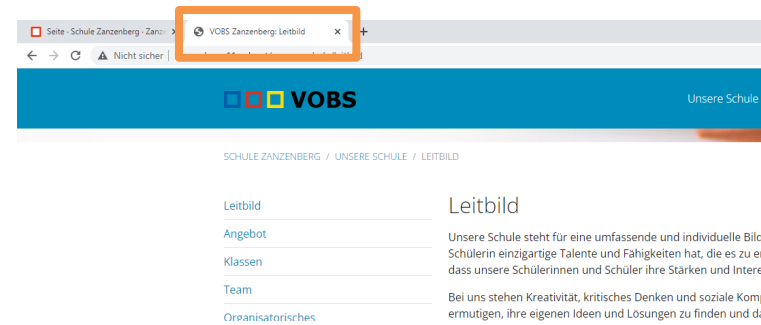 Seite - Schule Zanzenberg - Zanz
VOBS Zanzenberg: Leitbild
Nicht sicher
VOBS
Unsere Schule
SCHULE ZANZENBERG / UNSERE SCHULE / LEITBILD
Leitbild
Angebot
Klassen
Team
Organisatorisches
Leitbild
Unsere Schule steht für eine umfassende und individuelle Bild
Schülerin einzigartige Talente und Fähigkeiten hat, die es zu
dass unsere Schülerinnen und Schüler ihre Stärken und Intere
Bei uns stehen Kreativität, kritisches Denken und soziale Kom
ermutigen, ihre eigenen Ideen und Lösungen zu finden und